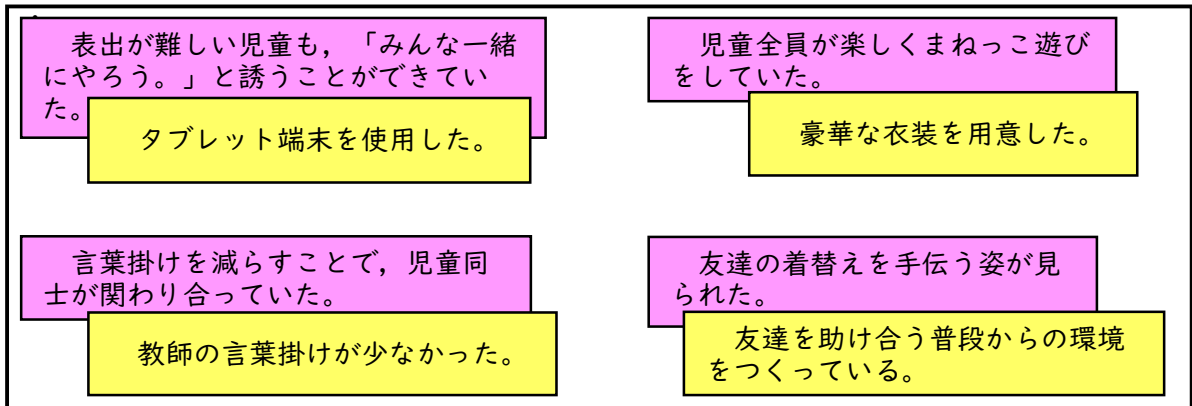 表出が難しい児童も，「みんな一緒
にやろう。」と誘うことができてい
た。
タブレット端末を使用した。
児童全員が楽しくまねっこ遊び
をしていた。
豪華な衣装を用意した。
言葉掛けを減らすことで，児童同
士が関わり合っていた。
教師の言葉掛けが少なかった。
友達の着替えを手伝う姿が見
られた。
友達を助け合う普段からの環境
をつくっている。